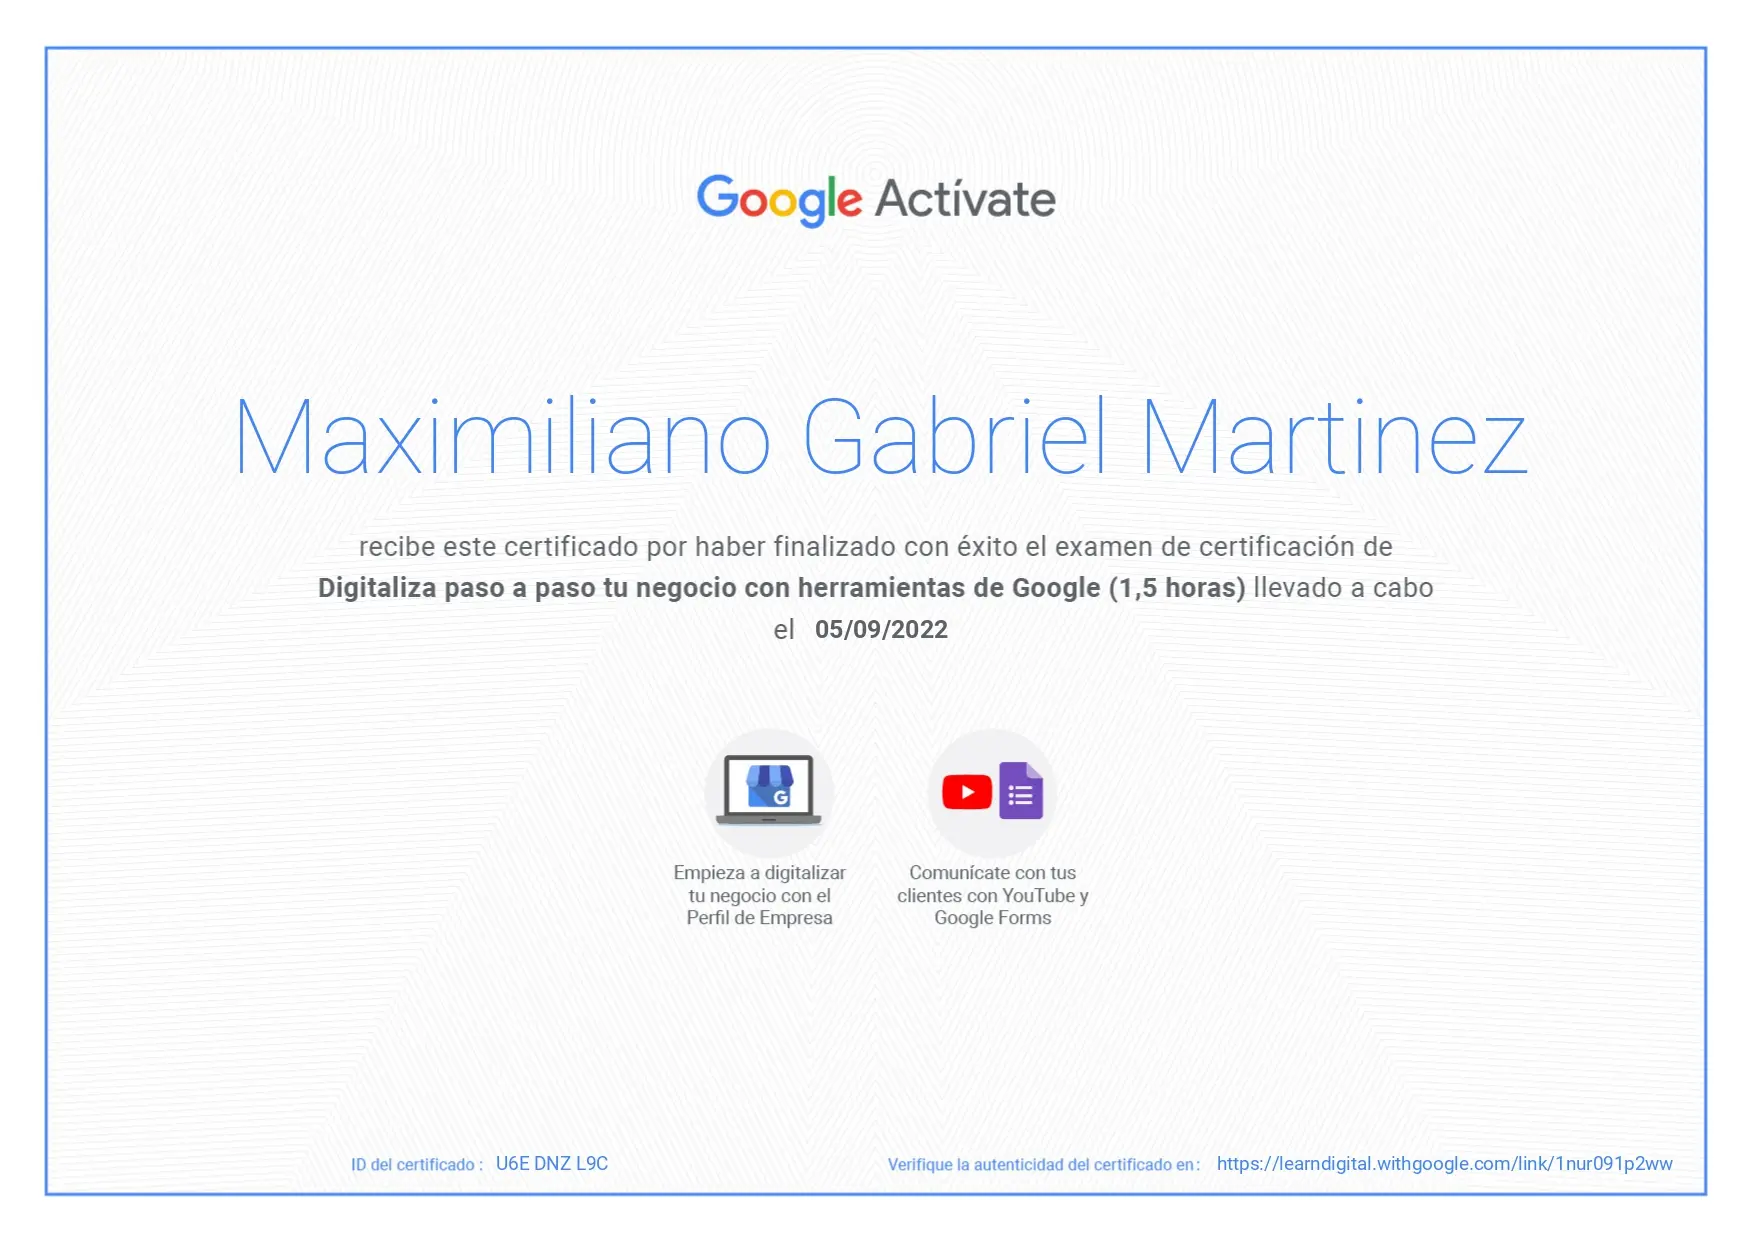 Google Actívate
Maximiliano Gabriel Martinez
recibe este certificado por haber finalizado con éxito el examen de certificación de
Digitaliza paso a paso tu negocio con herramientas de Google (1,5 horas) llevado a cabo
el 05/09/2022
G
Empieza a digitalizar
tu negocio con el
Perfil de Empresa
Comunícate con tus
clientes con YouTube y
Google Forms
ID del certificado : U6E DNZ L9C
Verifique la autenticidad del certificado en : https://learndigital.withgoogle.com/link/1nur091p2ww